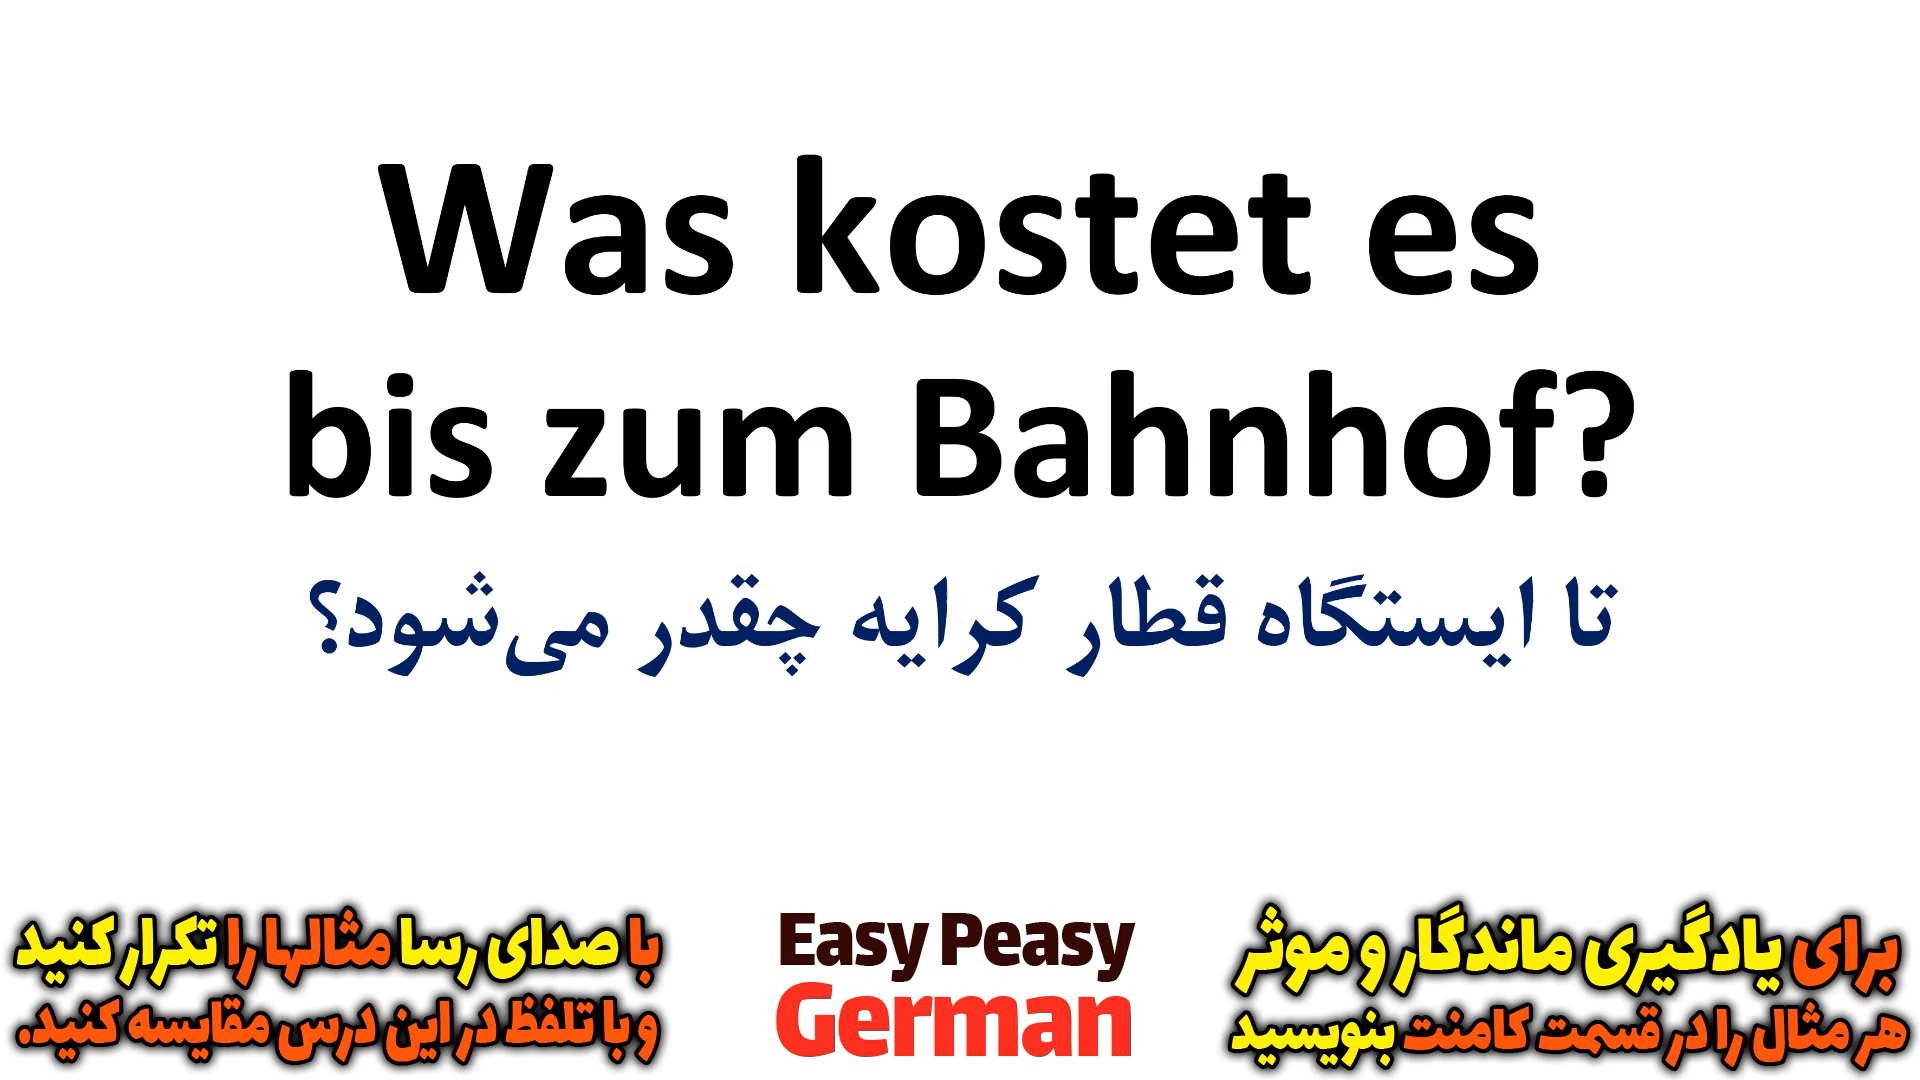 Was kostet es
bis zum Bahnhof?
تا ایستگاه قطار کرایه چقدر می‌شود؟
برای یادگیری ماندگار و موثر
هر مثال را در قسمت کامنت بنویسید
Easy Peasy
German
با صدای رسا مثالها را تکرار کنید
و با تلفظ در این درس مقایسه کنید.